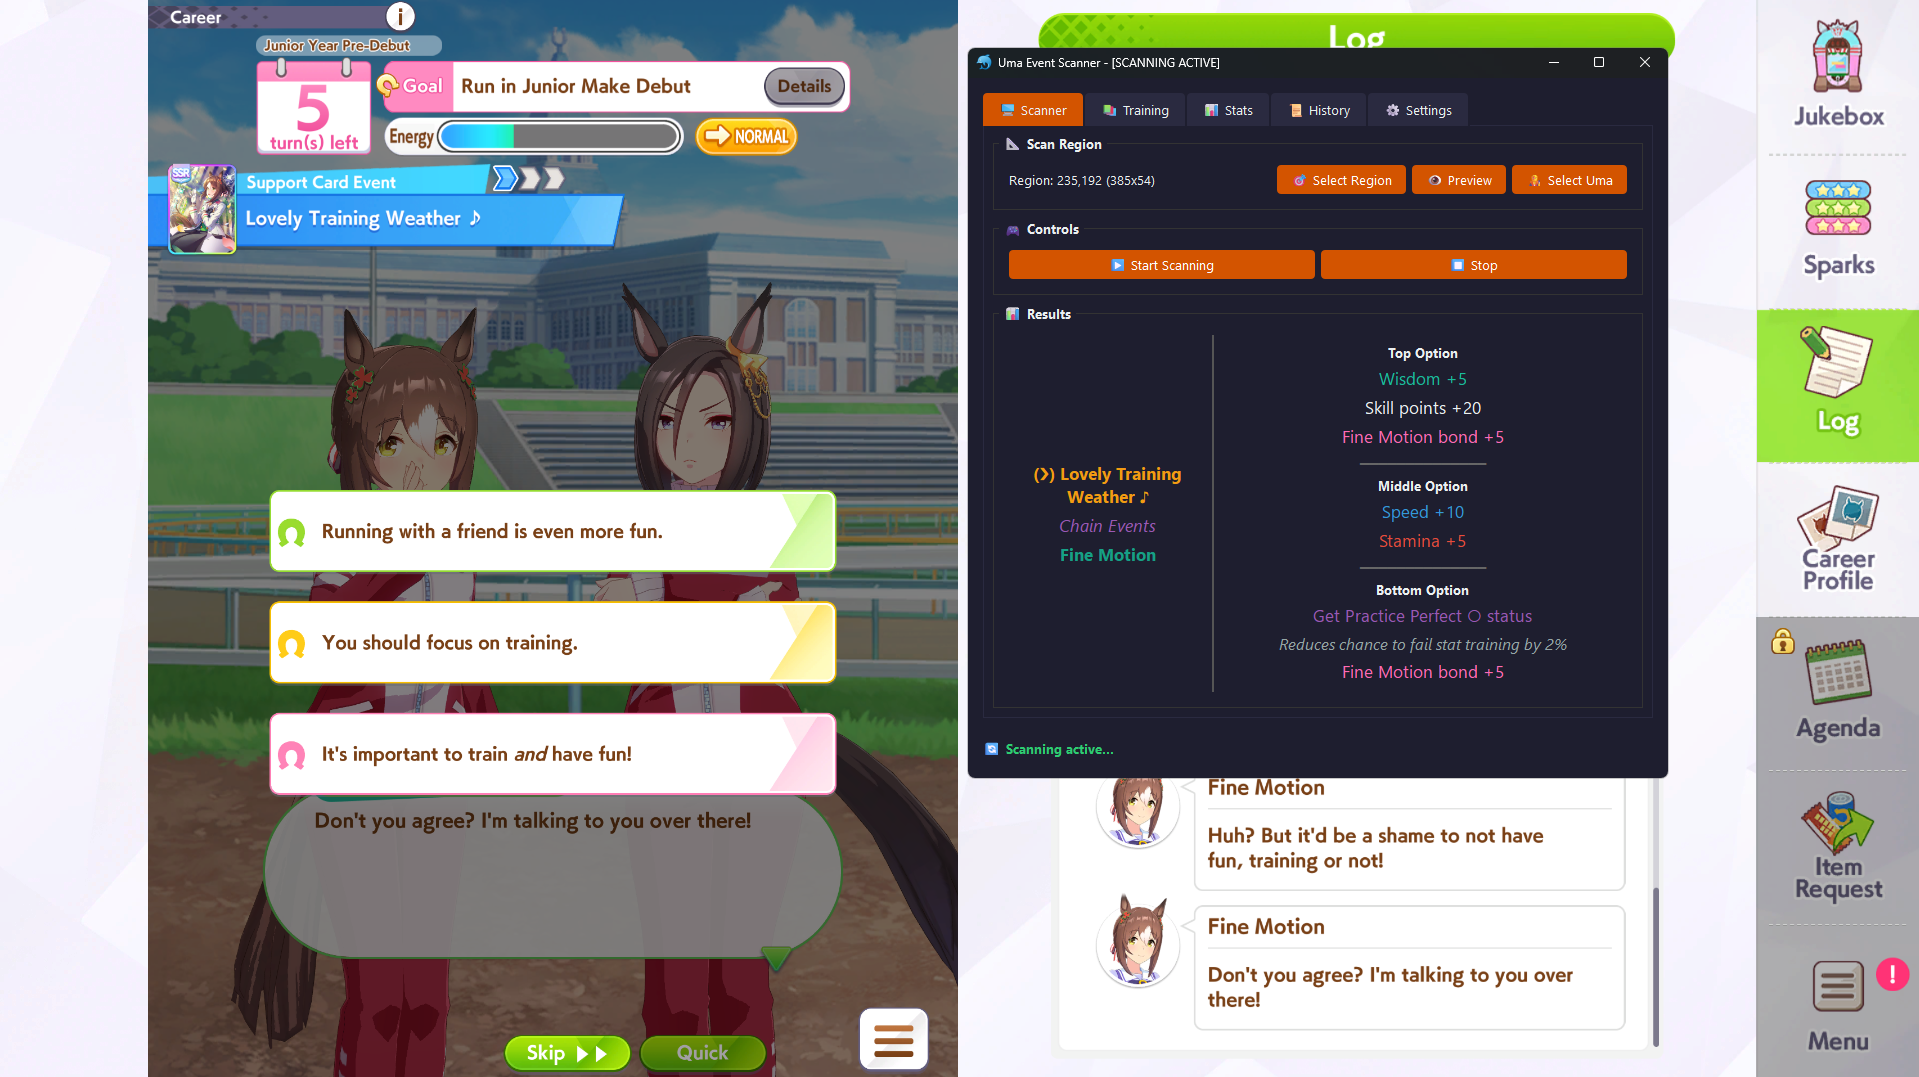 Career
i
Junior Year Pre-Debut
5
turn(s) left
Goal
Run in Junior Make Debut
Details
Energy
NORMAL
SSR
Support Card Event
Lovely Training Weather ♪
Running with a friend is even more fun.
You should focus on training.
It's important to train and have fun!
Don't you agree? I'm talking to you over there!
Skip
Quick
Log
Uma Event Scanner - [SCANNING ACTIVE]
Scanner
Training
Stats
History
Settings
Scan Region
Region: 235,192 (385x54)
Select Region
Preview
Select Uma
Controls
Start Scanning
Stop
Results
(❯) Lovely Training
Weather ♪
Chain Events
Fine Motion
Top Option
Wisdom +5
Skill points +20
Fine Motion bond +5
Middle Option
Speed +10
Stamina +5
Bottom Option
Get Practice Perfect ○ status
Reduces chance to fail stat training by 2%
Fine Motion bond +5
Scanning active...
Fine Motion
Huh? But it'd be a shame to not have
fun, training or not!
Fine Motion
Don't you agree? I'm talking to you over
there!
Jukebox
Sparks
Log
Career
Profile
Agenda
Item
Request
Menu
!